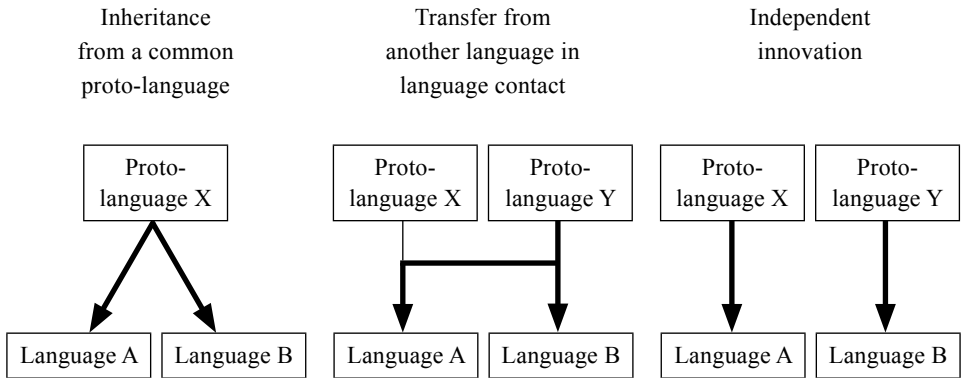 Inheritance
from a common
proto-language
Transfer from
another language in
language contact
Independent
innovation
Proto-
language X
Proto-
language X
Proto-
language Y
Proto-
language X
Proto-
language Y
Language A
Language B
Language A
Language B
Language A
Language B